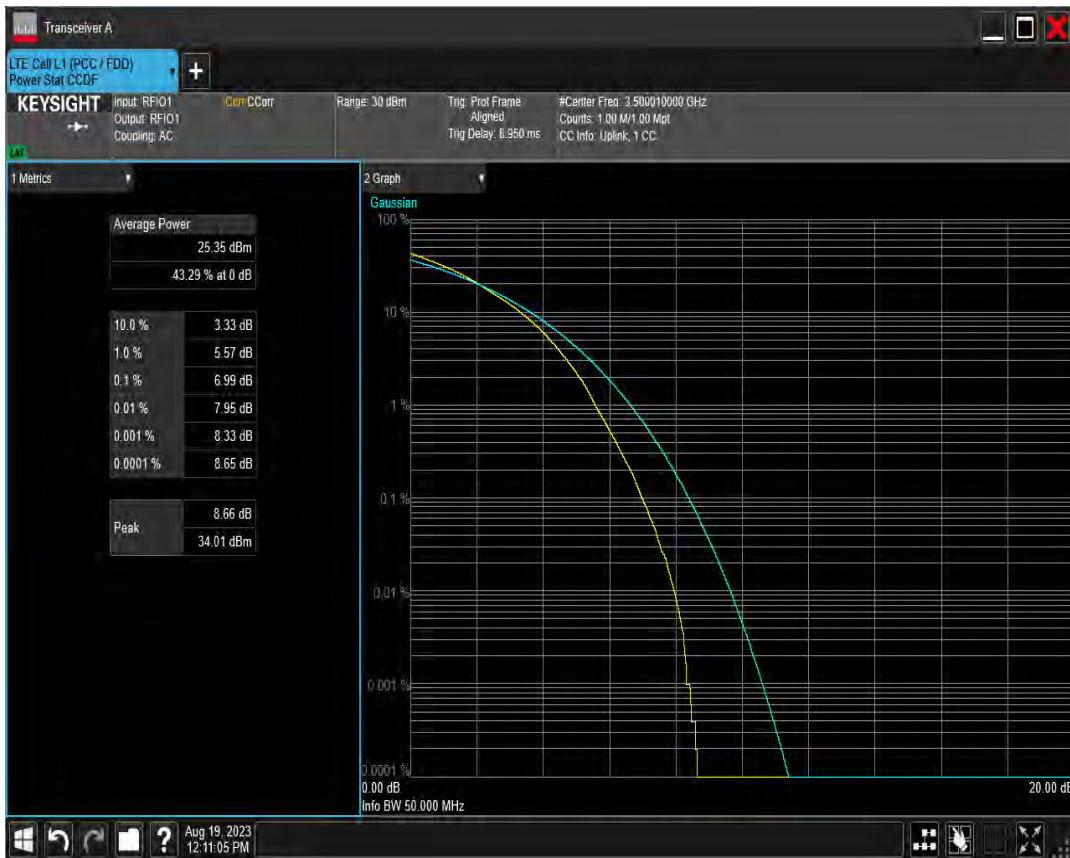 Transceiver A
LTE Cell L1 (PCC / FDD)
Power Stat CCDF
+
KEYSIGHT
Input: RFIO1
Output: RFIO1
Coupling: AC
Corr CCorr
Range: 30 dBm
Trig: Prot Frame
Aligned
Trig Delay: 8.950 ms
#Center Freq: 3.500010000 GHz
Counts: 1.00 M/1.00 Mpt
CC Info: Uplink, 1 CC
1 Metrics
Average Power
25.35 dBm
43.29 % at 0 dB
10.0 % 3.33 dB
1.0 % 5.57 dB
0.1 % 6.99 dB
0.01 % 7.95 dB
0.001 % 8.33 dB
0.0001 % 8.65 dB
Peak
8.66 dB
34.01 dBm
2 Graph
Gaussian
100 %
10 %
1 %
0.1 %
0.01 %
0.001 %
0.0001 %
0.00 dB 20.00 dB
Info BW 50.000 MHz
?
Aug 19, 2023
12:11:05 PM